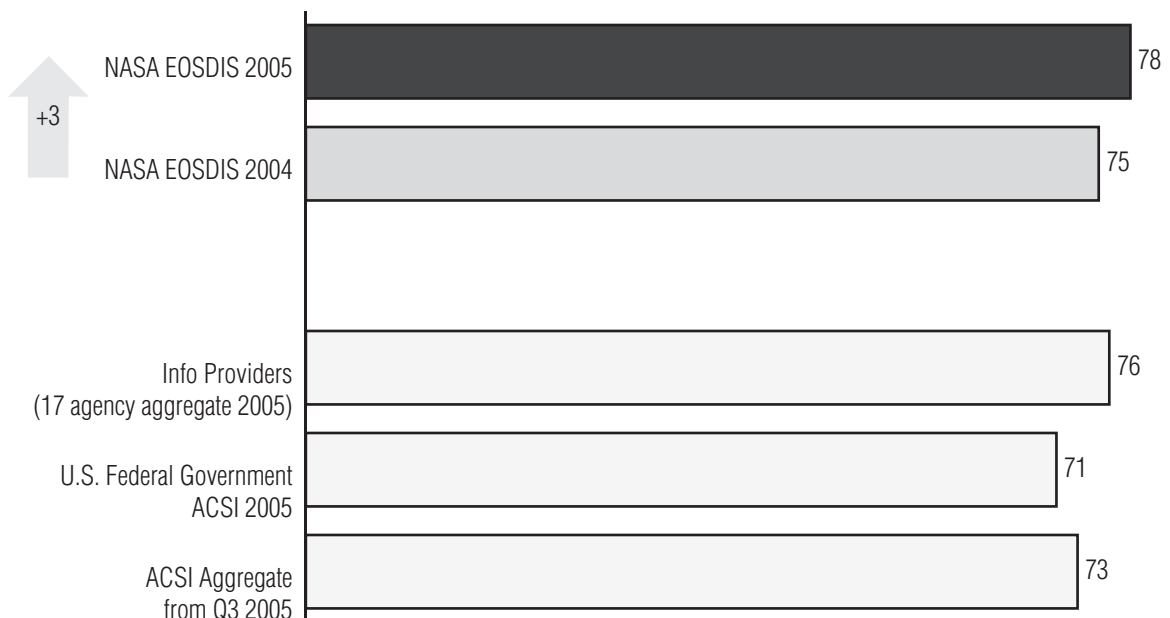 NASA EOSDIS 2005
78
+3
NASA EOSDIS 2004
75
Info Providers
(17 agency aggregate 2005)
76
U.S. Federal Government
ACSI 2005
71
ACSI Aggregate
from Q3 2005
73